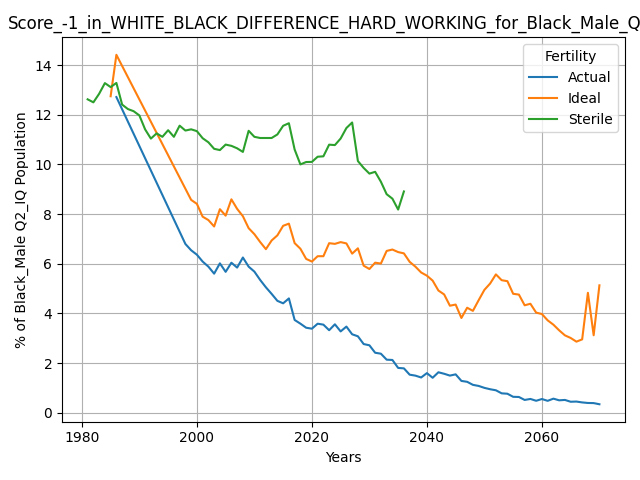 Score_-1_in_WHITE_BLACK_DIFFERENCE_HARD_WORKING_for_Black_Male_Q
Fertility
Actual
Ideal
Sterile
% of Black_Male Q2_IQ Population
14
12
10
8
6
4
2
0
1980
2000
2020
2040
2060
Years